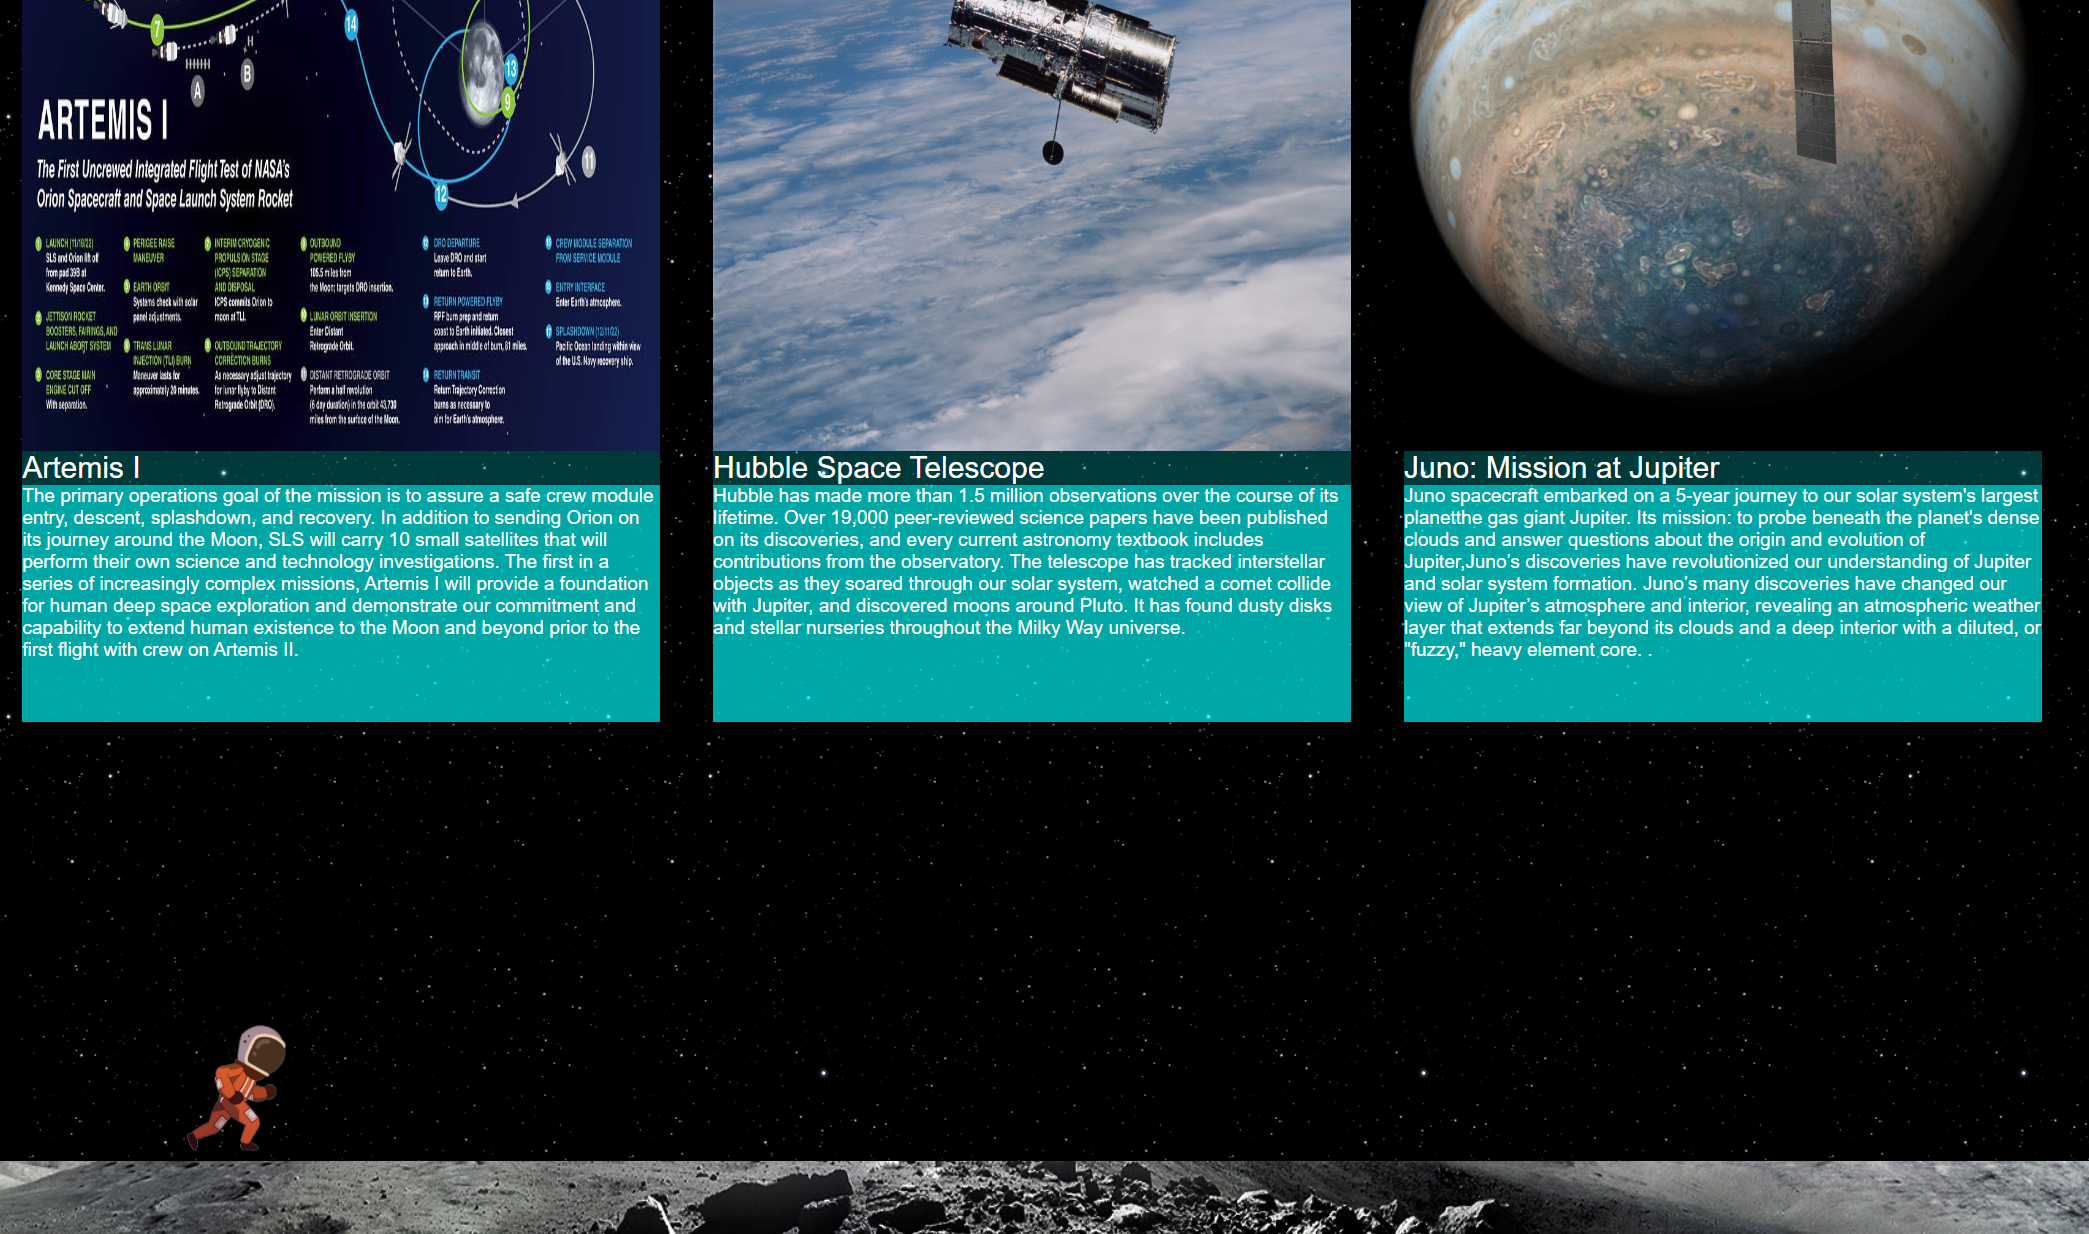 7
14
H
B
A
13
9
11
12
ARTEMIS I
The First Uncrewed Integrated Flight Test of NASA's
Orion Spacecraft and Space Launch System Rocket
LAUNCH (11/16/22)
SLS and Orion lift off
from pad 39B at
Kennedy Space Center.
JETTISON ROCKET
BOOSTERS, FAIRINGS, AND
LAUNCH ABORT SYSTEM
CORE STAGE MAIN
ENGINE CUT OFF
With separation.
PERIGEE RAISE
MANEUVER
EARTH ORBIT
Systems check with solar
panel adjustments.
TRANS LUNAR
INJECTION (TLI) BURN
Maneuver lasts for
approximately 20 minutes.
INTERIM CRYOGENIC
PROPULSION STAGE
(ICPS) SEPARATION
AND DISPOSAL
ICPS commits Orion to
moon at TLI.
OUTBOUND TRAJECTORY
CORRECTION BURNS
As necessary adjust trajectory
for lunar flyby to Distant
Retrograde Orbit (DRO).
OUTBOUND
POWERED FLYBY
miles from
the Moon; targets DRO insertion.
LUNAR ORBIT INSERTION
Enter Distant
Retrograde Orbit.
DISTANT RETROGRADE ORBIT
Perform a half revolution
(6 day duration) in the orbit 43,730
miles from the surface of the Moon.
DRO DEPARTURE
Leave DRO and start
return to Earth.
RETURN POWERED FLYBY
RPF burn prep and return
coast to Earth initiated. Closest
approach in middle of burn, 81 miles.
RETURN TRANSIT
Return Trajectory Correction
burns as necessary to
aim for Earth's atmosphere.
CREW MODULE SEPARATION
FROM SERVICE MODULE
ENTRY INTERFACE
Enter Earth's atmosphere.
SPLASHDOWN (12/11/22)
Pacific Ocean landing within view
of the U.S. Navy recovery ship.
Artemis I
The primary operations goal of the mission is to assure a safe crew module
entry, descent, splashdown, and recovery. In addition to sending Orion on
its journey around the Moon, SLS will carry 10 small satellites that will
perform their own science and technology investigations. The first in a
series of increasingly complex missions, Artemis I will provide a foundation
for human deep space exploration and demonstrate our commitment and
capability to extend human existence to the Moon and beyond prior to the
first flight with crew on Artemis II.
Hubble Space Telescope
Hubble has made more than 1.5 million observations over the course of its
lifetime. Over 19,000 peer-reviewed science papers have been published
on its discoveries, and every current astronomy textbook includes
contributions from the observatory. The telescope has tracked interstellar
objects as they soared through our solar system, watched a comet collide
with Jupiter, and discovered moons around Pluto. It has found dusty disks
and stellar nurseries throughout the Milky Way universe.
Juno: Mission at Jupiter
Juno spacecraft embarked on a 5-year journey to our solar system's largest
planetthe gas giant Jupiter. Its mission: to probe beneath the planet's dense
clouds and answer questions about the origin and evolution of
Jupiter,Juno’s discoveries have revolutionized our understanding of Jupiter
and solar system formation. Juno’s many discoveries have changed our
view of Jupiter’s atmosphere and interior, revealing an atmospheric weather
layer that extends far beyond its clouds and a deep interior with a diluted, or
"fuzzy," heavy element core. .